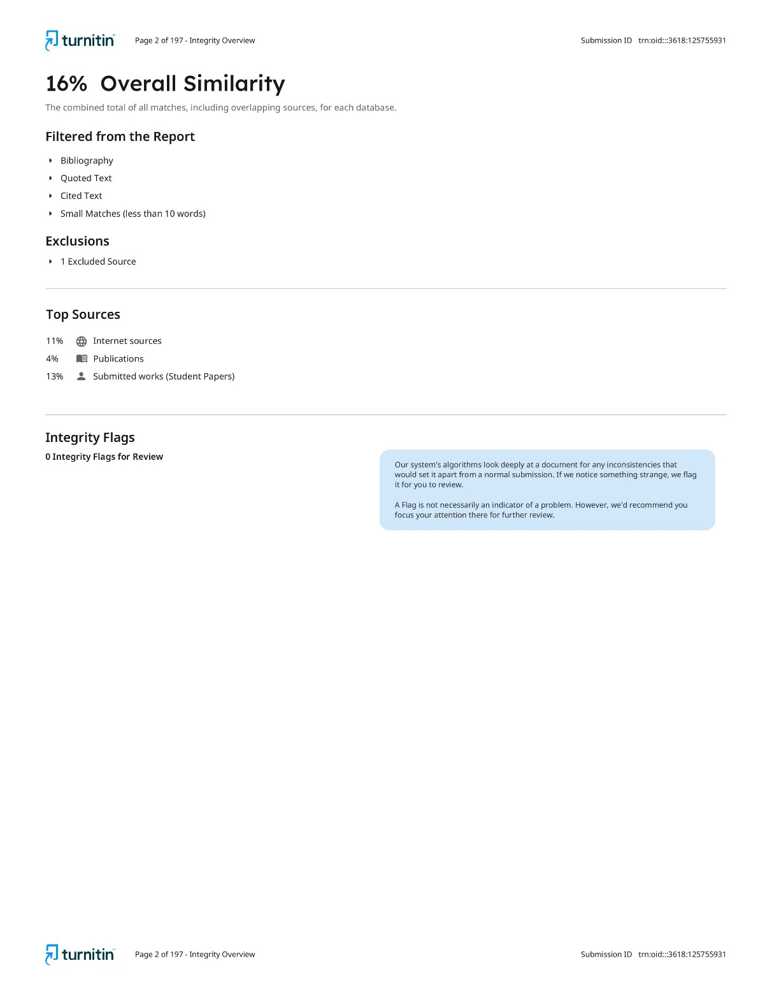 turnitin Page 2 of 197 - Integrity Overview Submission ID trn:oid:::3618:125755931
16% Overall Similarity
The combined total of all matches, including overlapping sources, for each database.
Filtered from the Report
Bibliography
Quoted Text
Cited Text
Small Matches (less than 10 words)
Exclusions
1 Excluded Source
Top Sources
11% Internet sources
4% Publications
13% Submitted works (Student Papers)
Integrity Flags
0 Integrity Flags for Review
Our system's algorithms look deeply at a document for any inconsistencies that
would set it apart from a normal submission. If we notice something strange, we flag
it for you to review.
A Flag is not necessarily an indicator of a problem. However, we'd recommend you
focus your attention there for further review.
turnitin Page 2 of 197 - Integrity Overview Submission ID trn:oid:::3618:125755931